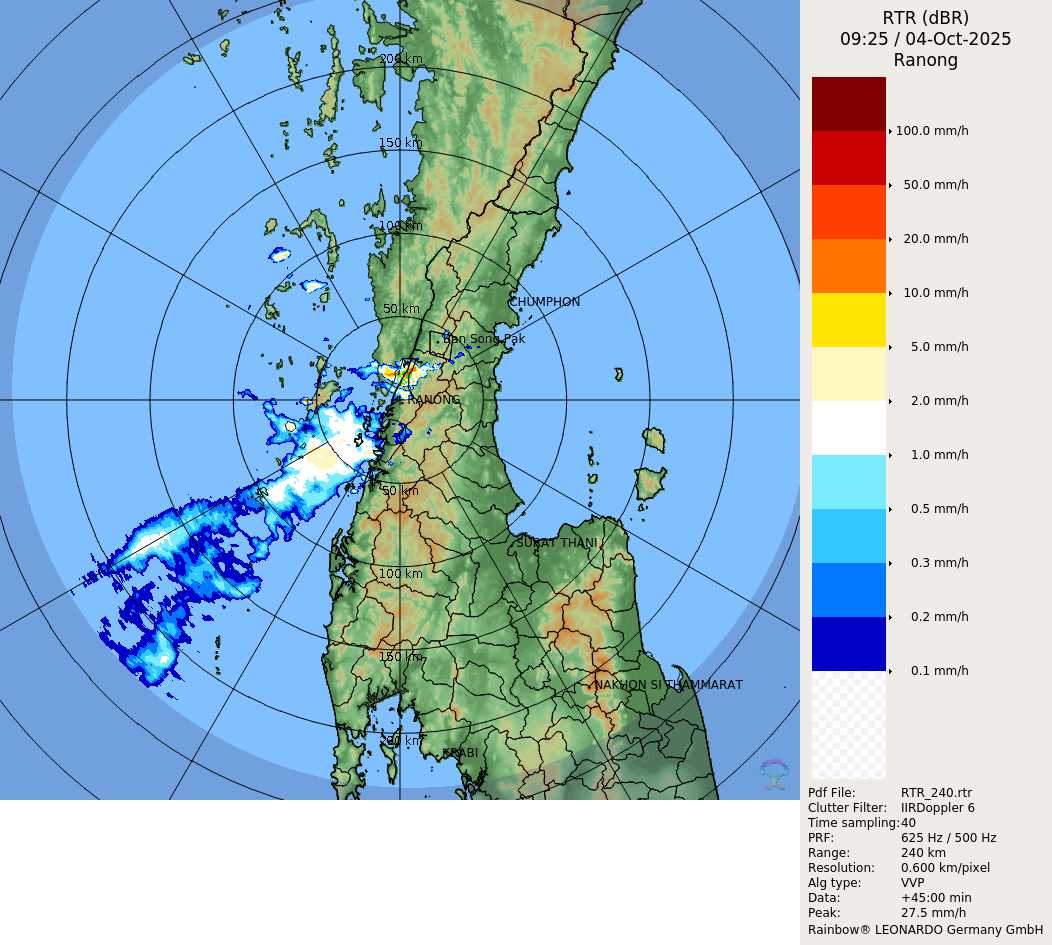 RTR (dBR)
09:25 / 04-Oct-2025
Ranong
200 km
150 km
100 km
50 km
CHUMPHON
Ban Song Pak
RANONG
50 km
SURAT THANI
100 km
150 km
NAKHON SI THAMMARAT
200 km
KRABI
100.0 mm/h
50.0 mm/h
20.0 mm/h
10.0 mm/h
5.0 mm/h
2.0 mm/h
1.0 mm/h
0.5 mm/h
0.3 mm/h
0.2 mm/h
0.1 mm/h
Pdf File: RTR_240.rtr
Clutter Filter: IIRDoppler 6
Time sampling:40
PRF: 625 Hz / 500 Hz
Range: 240 km
Resolution: 0.600 km/pixel
Alg type: VVP
Data: +45:00 min
Peak: 27.5 mm/h
Rainbow® LEONARDO Germany GmbH